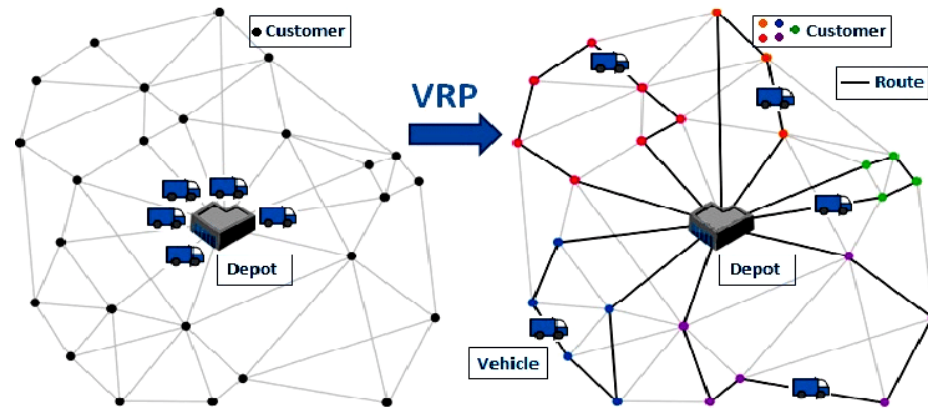 Customer
VRP
Customer
Route
Depot
Depot
Vehicle